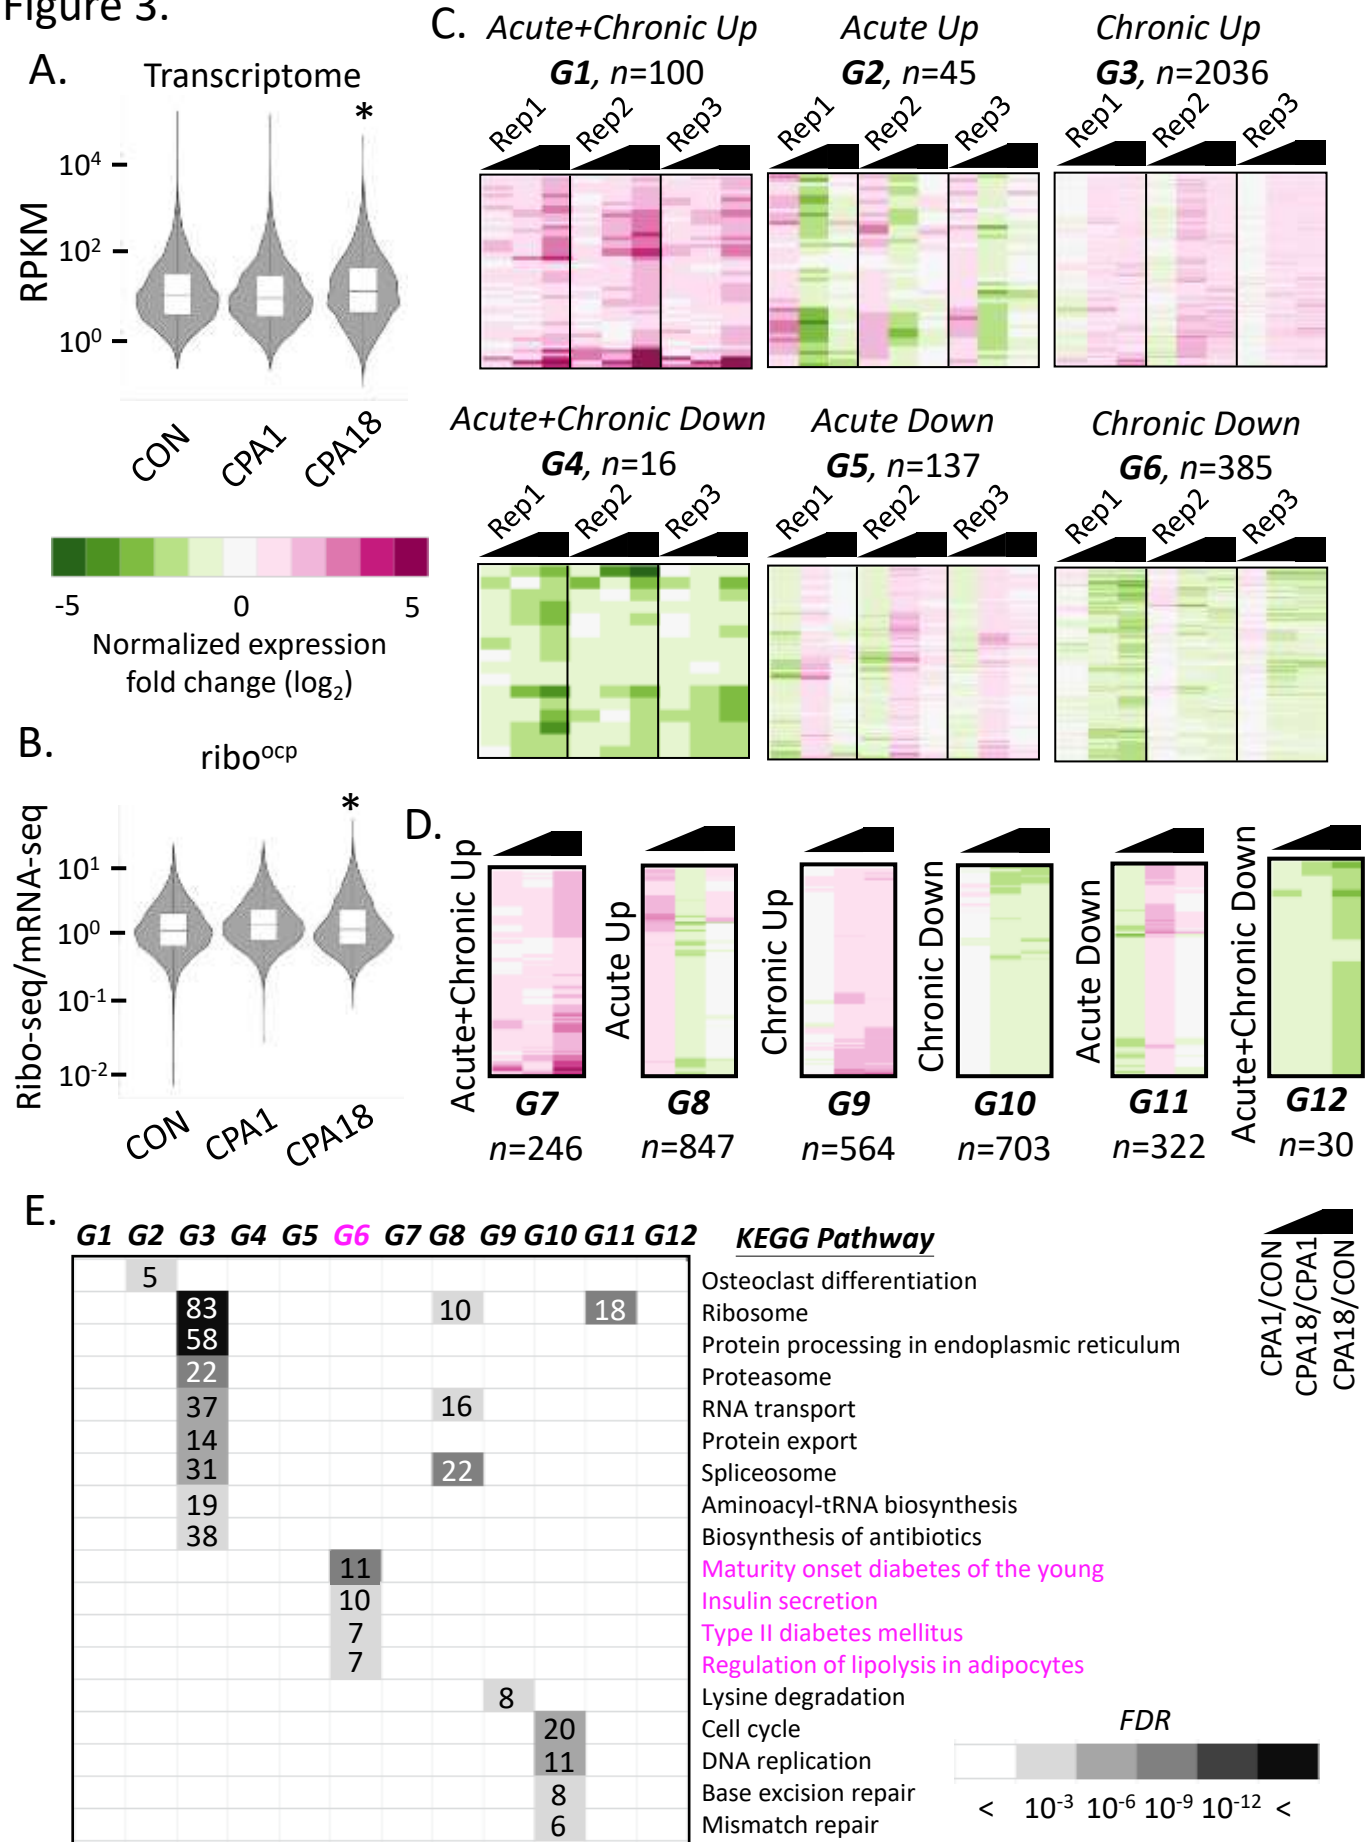 Figure 3.
A.
Transcriptome
*
RPKM
10⁴
10²
10⁰
CON
CPA1
CPA18
-5
0
5
Normalized expression
fold change (log₂)
B.
riboᵒᶜᵖ
*
Ribo-seq/mRNA-seq
10¹
10⁰
10⁻¹
10⁻²
CON
CPA1
CPA18
C.
Acute+Chronic Up
G1, n=100
Rep1 Rep2 Rep3
Acute Up
G2, n=45
Rep1 Rep2 Rep3
Chronic Up
G3, n=2036
Rep1 Rep2 Rep3
Acute+Chronic Down
G4, n=16
Rep1 Rep2 Rep3
Acute Down
G5, n=137
Rep1 Rep2 Rep3
Chronic Down
G6, n=385
Rep1 Rep2 Rep3
D.
Acute+Chronic Up
G7
n=246
Acute Up
G8
n=847
Chronic Up
G9
n=564
Chronic Down
G10
n=703
Acute Down
G11
n=322
Acute+Chronic Down
G12
n=30
E.
G1 G2 G3 G4 G5 G6 G7 G8 G9 G10 G11 G12 KEGG Pathway
5 Osteoclast differentiation
83 10 18 Ribosome
58 Protein processing in endoplasmic reticulum
22 Proteasome
37 16 RNA transport
14 Protein export
31 22 Spliceosome
19 Aminoacyl-tRNA biosynthesis
38 Biosynthesis of antibiotics
11 Maturity onset diabetes of the young
10 Insulin secretion
7 Type II diabetes mellitus
7 Regulation of lipolysis in adipocytes
8 Lysine degradation
20 Cell cycle
11 DNA replication
8 Base excision repair
6 Mismatch repair
CPA1/CON
CPA18/CPA1
CPA18/CON
FDR
< 10⁻³ 10⁻⁶ 10⁻⁹ 10⁻¹² <